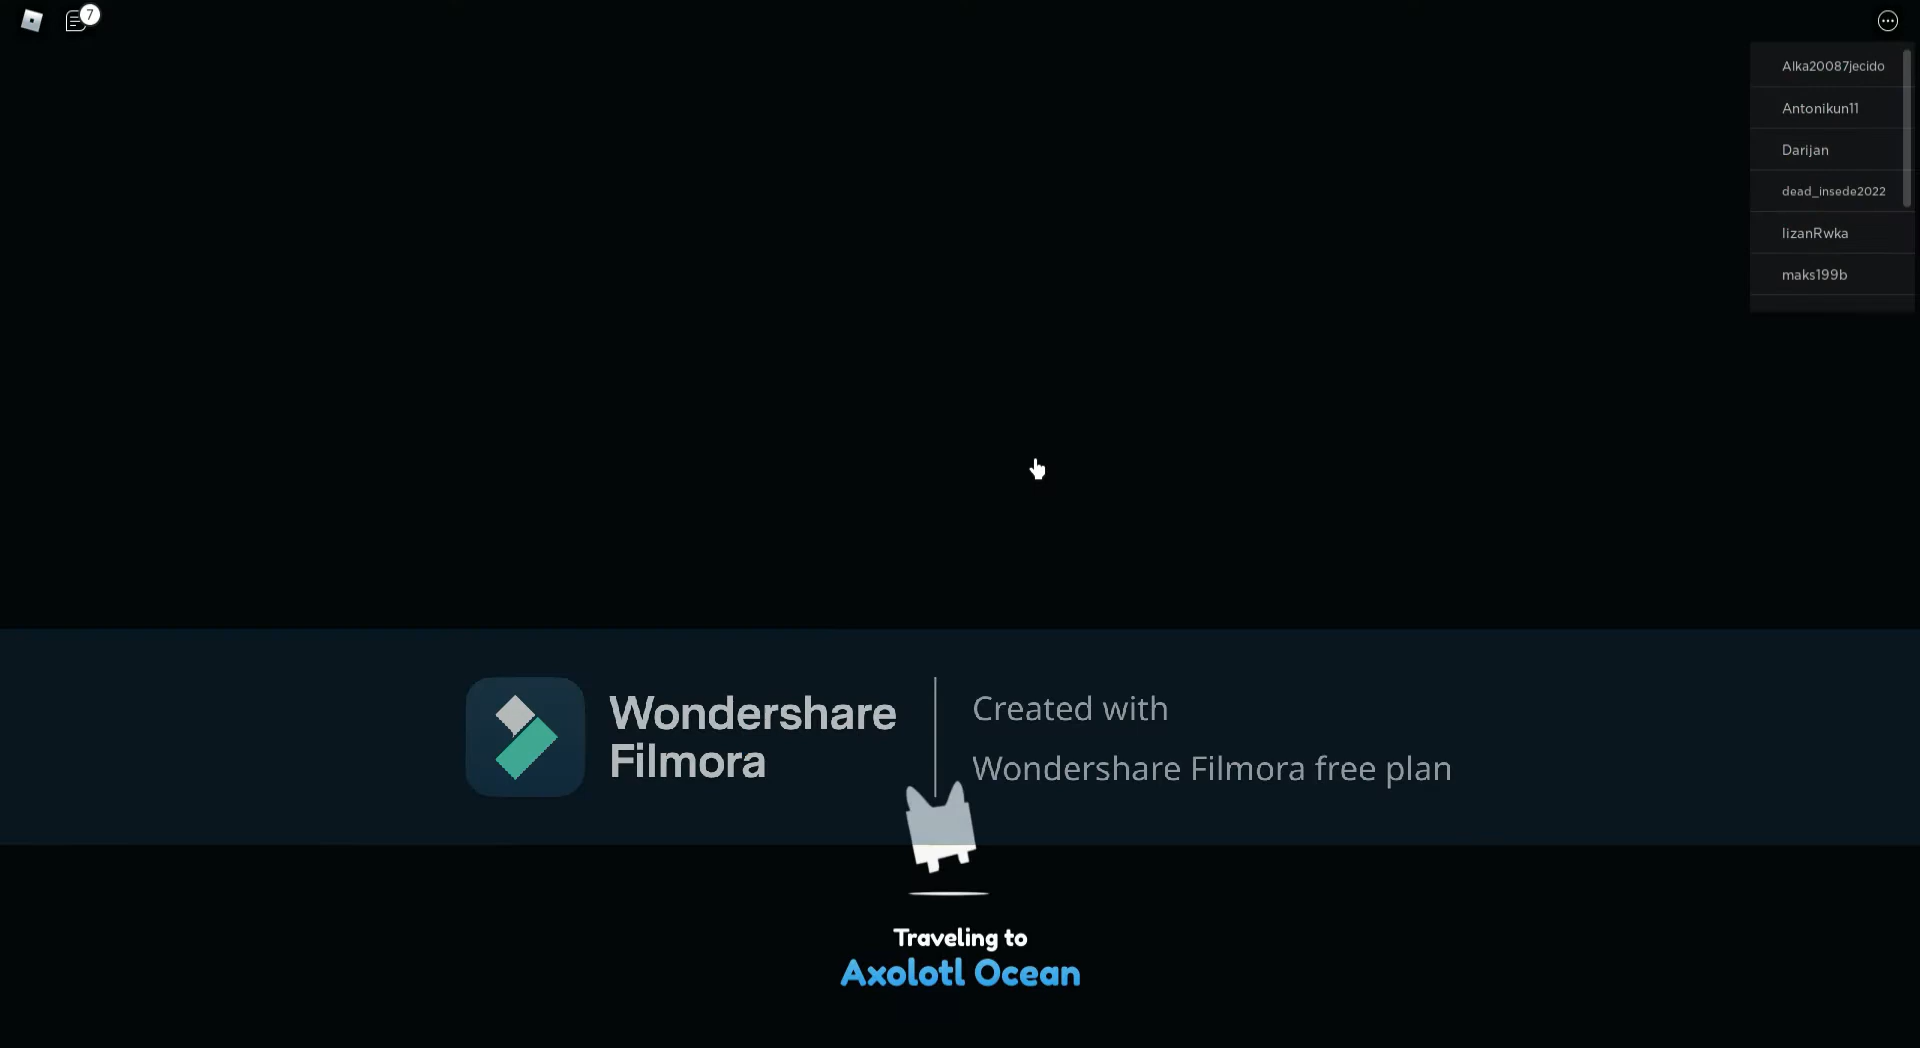 7
Alka20087jecido
Antonikun11
Darijan
dead_insede2022
lizanRwka
maks199b
Wondershare
Filmora
Created with
Wondershare Filmora free plan
Traveling to
Axolotl Ocean